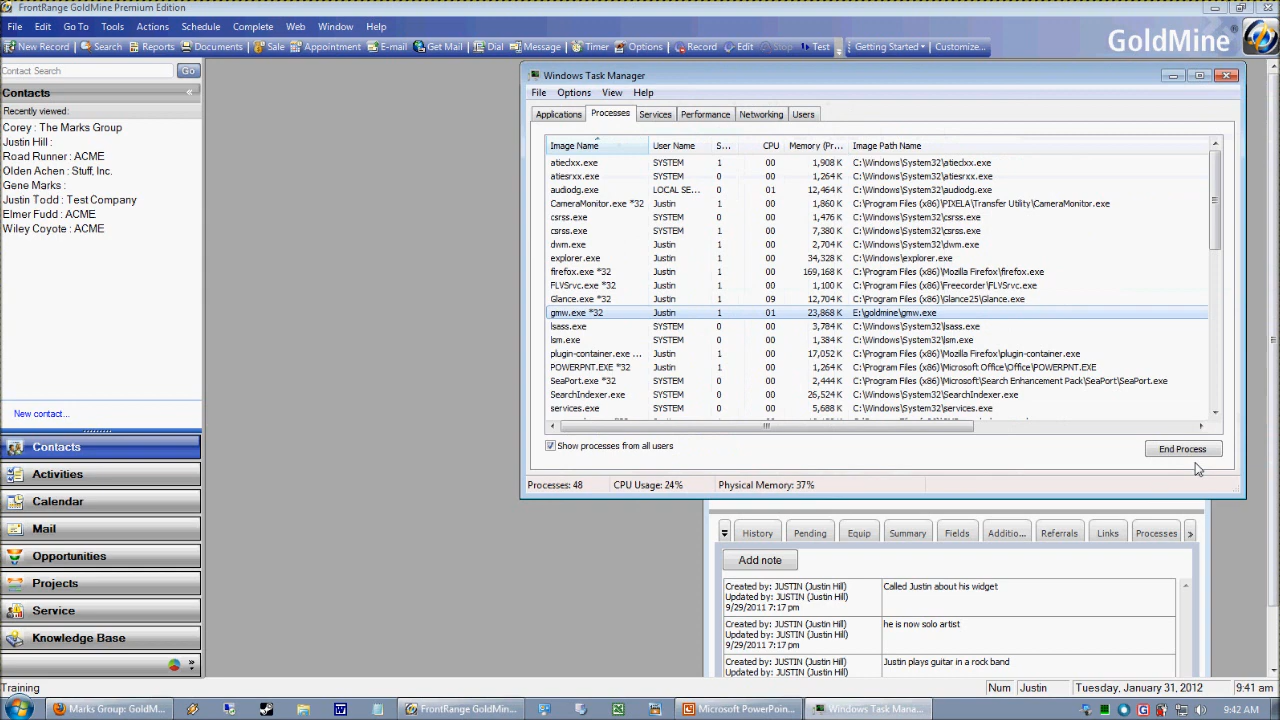 FrontRange GoldMine Premium Edition
File Edit Go To Tools Actions Schedule Complete Web Window Help
New Record Search Reports Documents Sale Appointment E-mail Get Mail Dial Message Timer Options Record Edit Stop Test Getting Started Customize...
GoldMine
Contact Search Go
Contacts
Recently viewed:
Corey : The Marks Group
Justin Hill :
Road Runner : ACME
Olden Achen : Stuff, Inc.
Gene Marks :
Justin Todd : Test Company
Elmer Fudd : ACME
Wiley Coyote : ACME
New contact...
Contacts
Activities
Calendar
Mail
Opportunities
Projects
Service
Knowledge Base
Windows Task Manager
File Options View Help
Applications Processes Services Performance Networking Users
Image Name User Name S... CPU Memory (Pr... Image Path Name
atieclxx.exe SYSTEM 1 00 1,908 K C:\Windows\System32\atieclxx.exe
atiesrxx.exe SYSTEM 0 00 1,264 K C:\Windows\System32\atiesrxx.exe
audiodg.exe LOCAL SE... 0 01 12,464 K C:\Windows\System32\audiodg.exe
CameraMonitor.exe *32 Justin 1 00 1,860 K C:\Program Files (x86)\PIXELA\Transfer Utility\CameraMonitor.exe
csrss.exe SYSTEM 0 00 1,476 K C:\Windows\System32\csrss.exe
csrss.exe SYSTEM 1 00 7,380 K C:\Windows\System32\csrss.exe
dwm.exe Justin 1 00 2,704 K C:\Windows\System32\dwm.exe
explorer.exe Justin 1 00 34,328 K C:\Windows\explorer.exe
firefox.exe *32 Justin 1 00 169,168 K C:\Program Files (x86)\Mozilla Firefox\firefox.exe
FLVSrvc.exe *32 Justin 1 00 1,100 K C:\Program Files (x86)\Freecorder\FLVSrvc.exe
Glance.exe *32 Justin 1 09 12,704 K C:\Program Files (x86)\Glance25\Glance.exe
gmw.exe *32 Justin 1 01 23,868 K E:\goldmine\gmw.exe
lsass.exe SYSTEM 0 00 3,784 K C:\Windows\System32\lsass.exe
lsm.exe SYSTEM 0 00 1,384 K C:\Windows\System32\lsm.exe
plugin-container.exe ... Justin 1 00 17,052 K C:\Program Files (x86)\Mozilla Firefox\plugin-container.exe
POWERPNT.EXE *32 Justin 1 00 1,264 K C:\Program Files (x86)\Microsoft Office\Office\POWERPNT.EXE
SeaPort.exe *32 SYSTEM 0 00 2,444 K C:\Program Files (x86)\Microsoft\Search Enhancement Pack\SeaPort\SeaPort.exe
SearchIndexer.exe SYSTEM 0 00 26,524 K C:\Windows\System32\SearchIndexer.exe
services.exe SYSTEM 0 00 5,688 K C:\Windows\System32\services.exe
Show processes from all users
End Process
Processes: 48 CPU Usage: 24% Physical Memory: 37%
History Pending Equip Summary Fields Additio... Referrals Links Processes
Add note
Created by: JUSTIN (Justin Hill) Called Justin about his widget
Updated by: JUSTIN (Justin Hill)
9/29/2011 7:17 pm
Created by: JUSTIN (Justin Hill) he is now solo artist
Updated by: JUSTIN (Justin Hill)
9/29/2011 7:17 pm
Created by: JUSTIN (Justin Hill) Justin plays guitar in a rock band
Updated by: JUSTIN (Justin Hill)
Training Num Justin Tuesday, January 31, 2012 9:41 am
Marks Group: GoldM... FrontRange GoldMin... Microsoft PowerPoin... Windows Task Mana... 9:42 AM